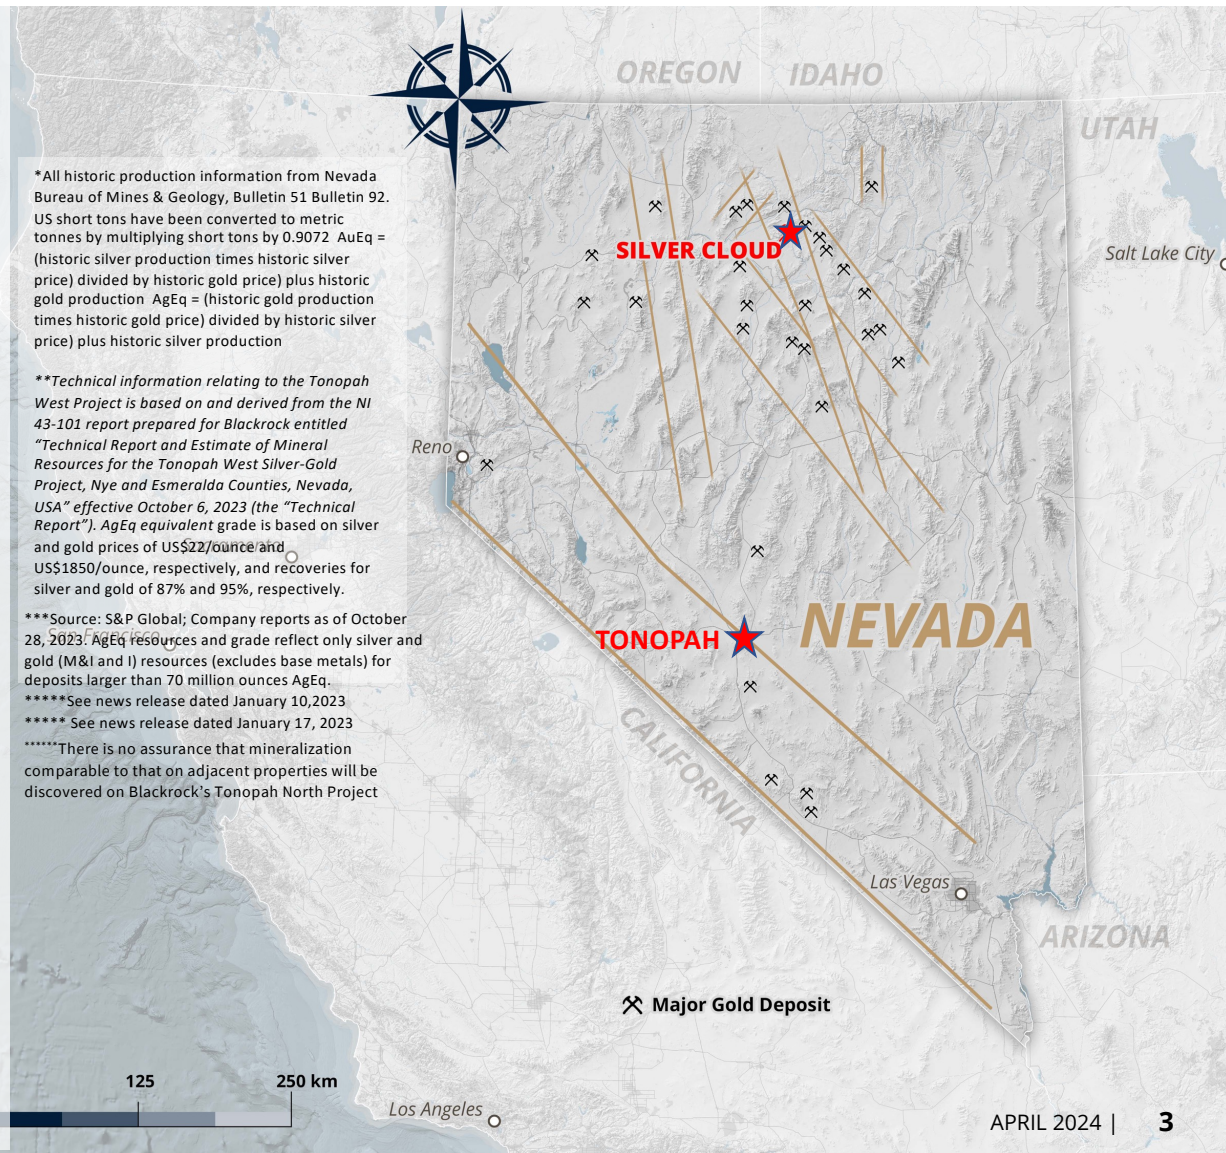 OREGON
IDAHO
UTAH
*All historic production information from Nevada
Bureau of Mines & Geology, Bulletin 51 Bulletin 92.
US short tons have been converted to metric
tonnes by multiplying short tons by 0.9072 AuEq =
(historic silver production times historic silver
price) divided by historic gold price) plus historic
gold production AgEq = (historic gold production
times historic gold price) divided by historic silver
price) plus historic silver production
**Technical information relating to the Tonopah
West Project is based on and derived from the NI
43-101 report prepared for Blackrock entitled
“Technical Report and Estimate of Mineral
Resources for the Tonopah West Silver-Gold
Project, Nye and Esmeralda Counties, Nevada,
USA” effective October 6, 2023 (the “Technical
Report”). AgEq equivalent grade is based on silver
and gold prices of US$22/ounce and
US$1850/ounce, respectively, and recoveries for
silver and gold of 87% and 95%, respectively.
***Source: S&P Global; Company reports as of October
28, 2023. AgEq resources and grade reflect only silver and
gold (M&I and I) resources (excludes base metals) for
deposits larger than 70 million ounces AgEq.
*****See news release dated January 10,2023
***** See news release dated January 17, 2023
******There is no assurance that mineralization
comparable to that on adjacent properties will be
discovered on Blackrock’s Tonopah North Project
Salt Lake City
SILVER CLOUD
Reno
Sacramento
San Francisco
TONOPAH
NEVADA
CALIFORNIA
Las Vegas
ARIZONA
Major Gold Deposit
125
250 km
Los Angeles
APRIL 2024 | 3